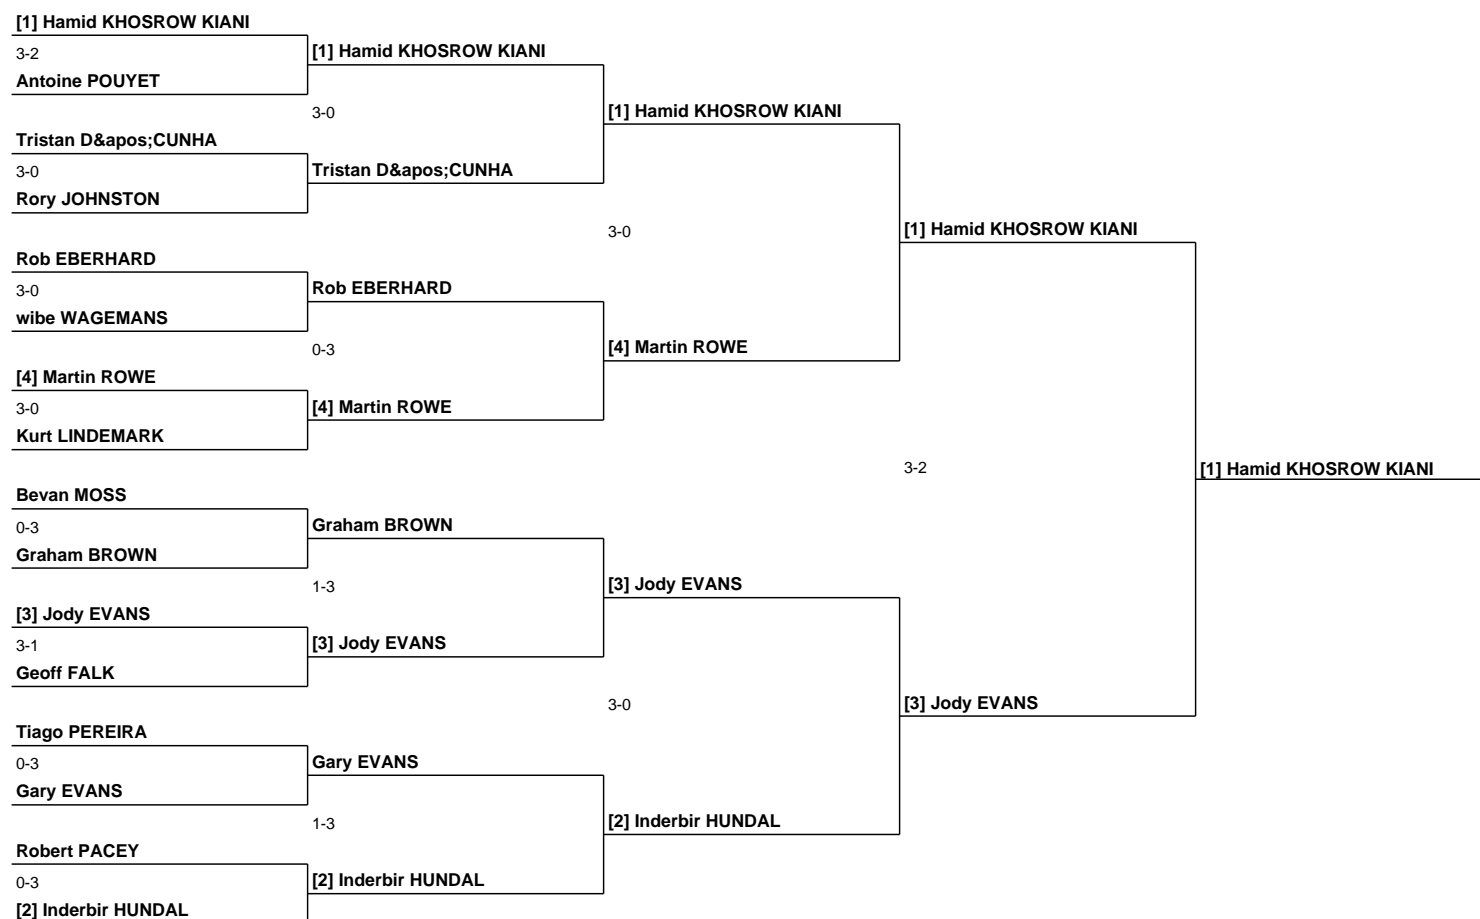 [1] Hamid KHOSROW KIANI
3-2
Antoine POUYET
Tristan D&apos;CUNHA
3-0
Rory JOHNSTON
Rob EBERHARD
3-0
wibe WAGEMANS
[4] Martin ROWE
3-0
Kurt LINDEMARK
Bevan MOSS
0-3
Graham BROWN
[3] Jody EVANS
3-1
Geoff FALK
Tiago PEREIRA
0-3
Gary EVANS
Robert PACEY
0-3
[2] Inderbir HUNDAL
[1] Hamid KHOSROW KIANI
3-0
Tristan D&apos;CUNHA
Rob EBERHARD
0-3
[4] Martin ROWE
Graham BROWN
1-3
[3] Jody EVANS
Gary EVANS
1-3
[2] Inderbir HUNDAL
[1] Hamid KHOSROW KIANI
3-0
[4] Martin ROWE
[3] Jody EVANS
3-0
[2] Inderbir HUNDAL
[1] Hamid KHOSROW KIANI
3-2
[3] Jody EVANS
[1] Hamid KHOSROW KIANI